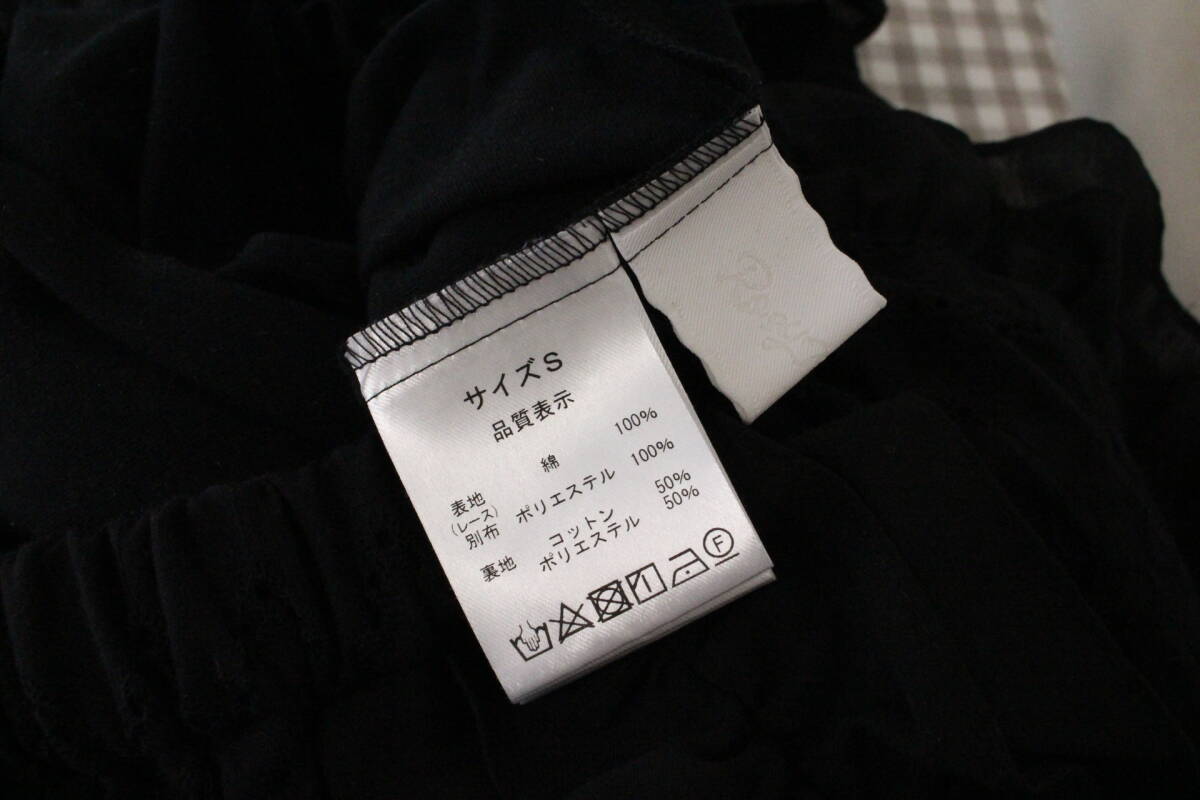 サイズS
品質表示
表地 綿 100%
(レース)
別布 ポリエステル 100%
裏地 コットン 50%
ポリエステル 50%
F